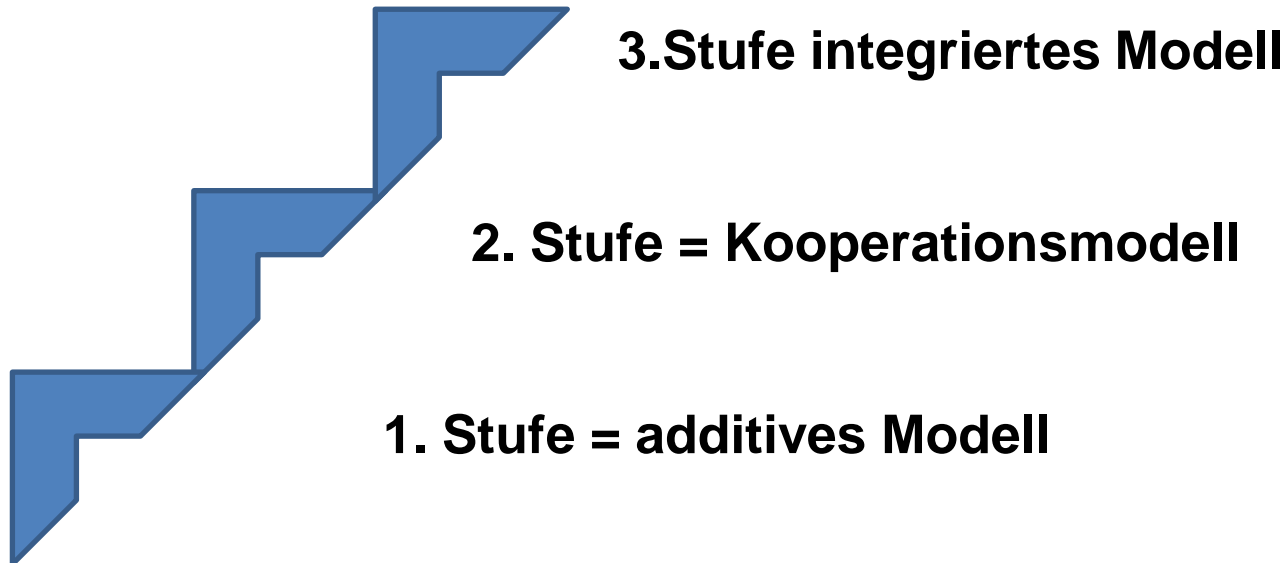 3.Stufe integriertes Modell
2. Stufe = Kooperationsmodell
1. Stufe = additives Modell